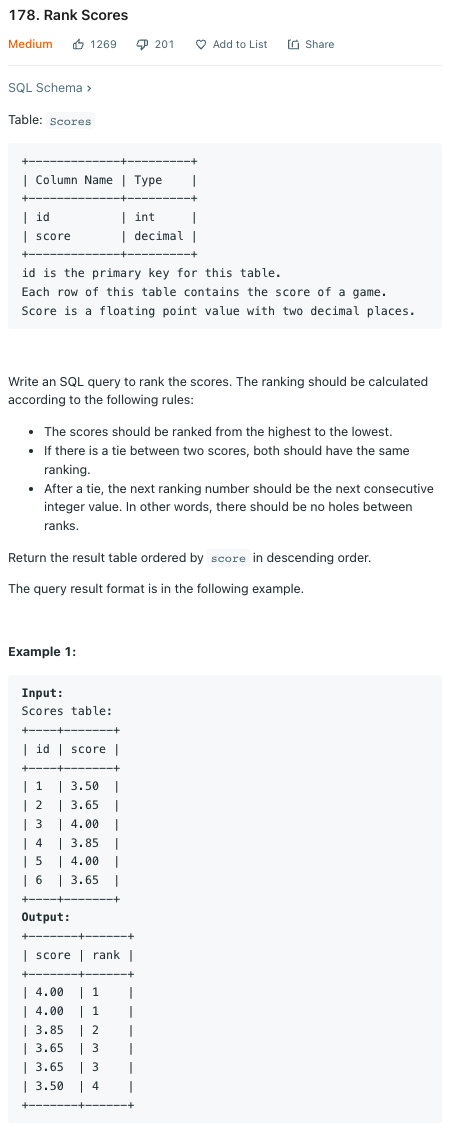 178. Rank Scores
Medium 1269 201 Add to List Share
SQL Schema >
Table: Scores
+-------------+---------+
| Column Name | Type    |
+-------------+---------+
| id          | int     |
| score       | decimal |
+-------------+---------+
id is the primary key for this table.
Each row of this table contains the score of a game.
Score is a floating point value with two decimal places.
Write an SQL query to rank the scores. The ranking should be calculated
according to the following rules:
• The scores should be ranked from the highest to the lowest.
• If there is a tie between two scores, both should have the same
ranking.
• After a tie, the next ranking number should be the next consecutive
integer value. In other words, there should be no holes between
ranks.
Return the result table ordered by score in descending order.
The query result format is in the following example.
Example 1:
Input:
Scores table:
+----+-------+
| id | score |
+----+-------+
| 1  | 3.50  |
| 2  | 3.65  |
| 3  | 4.00  |
| 4  | 3.85  |
| 5  | 4.00  |
| 6  | 3.65  |
+----+-------+
Output:
+-------+------+
| score | rank |
+-------+------+
| 4.00  | 1    |
| 4.00  | 1    |
| 3.85  | 2    |
| 3.65  | 3    |
| 3.65  | 3    |
| 3.50  | 4    |
+-------+------+